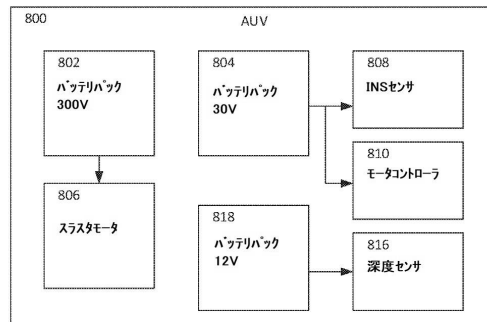 800
AUV
802
バッテリパック
300V
804
バッテリパック
30V
808
INSセンサ
810
モータコントローラ
806
スラスタモータ
818
バッテリパック
12V
816
深度センサ